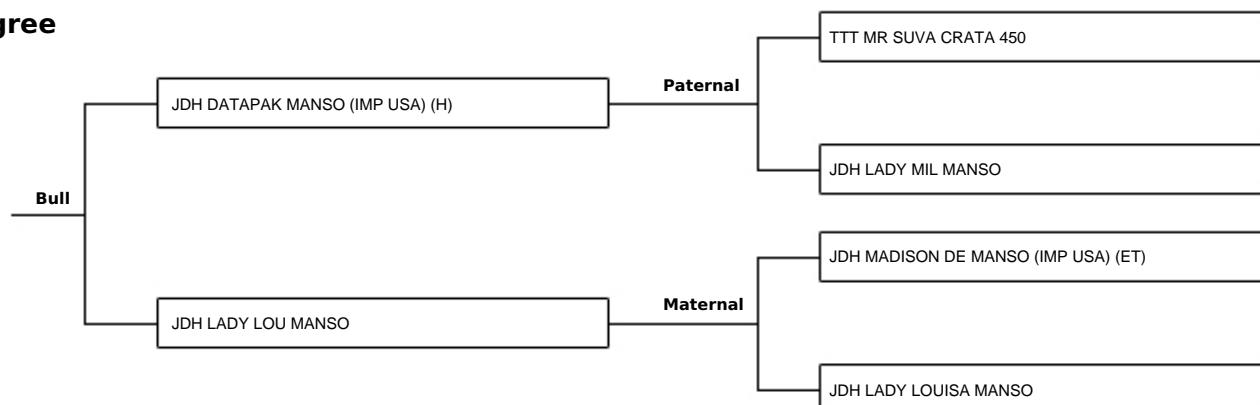 gree
TTT MR SUVA CRATA 450
Paternal
JDH DATAPAK MANSO (IMP USA) (H)
JDH LADY MIL MANSO
Bull
JDH MADISON DE MANSO (IMP USA) (ET)
Maternal
JDH LADY LOU MANSO
JDH LADY LOUISA MANSO